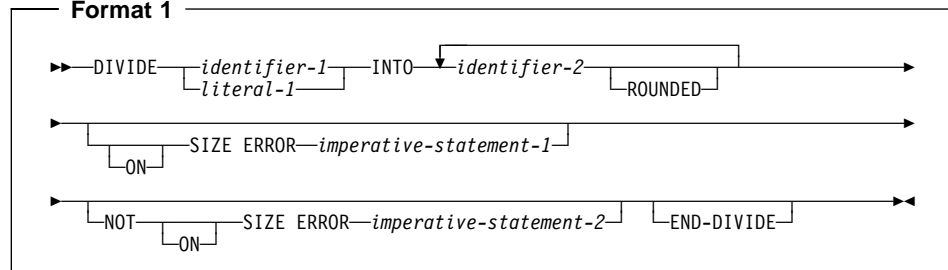 Format 1
DIVIDE identifier-1 INTO identifier-2
literal-1 ROUNDED
SIZE ERROR imperative-statement-1
ON
NOT SIZE ERROR imperative-statement-2 END-DIVIDE
ON